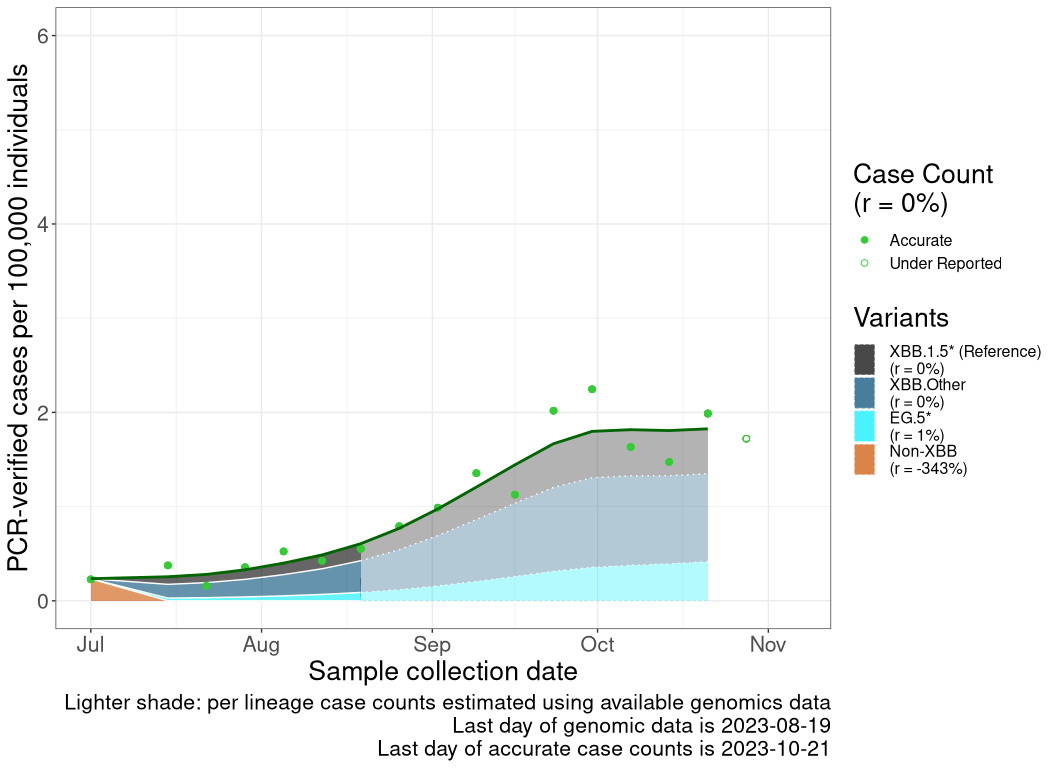 PCR-verified cases per 100,000 individuals
6
4
2
0
Jul
Aug
Sep
Oct
Nov
Sample collection date
Lighter shade: per lineage case counts estimated using available genomics data
Last day of genomic data is 2023-08-19
Last day of accurate case counts is 2023-10-21
Case Count
(r = 0%)
Accurate
Under Reported
Variants
XBB.1.5* (Reference)
(r = 0%)
XBB.Other
(r = 0%)
EG.5*
(r = 1%)
Non-XBB
(r = -343%)